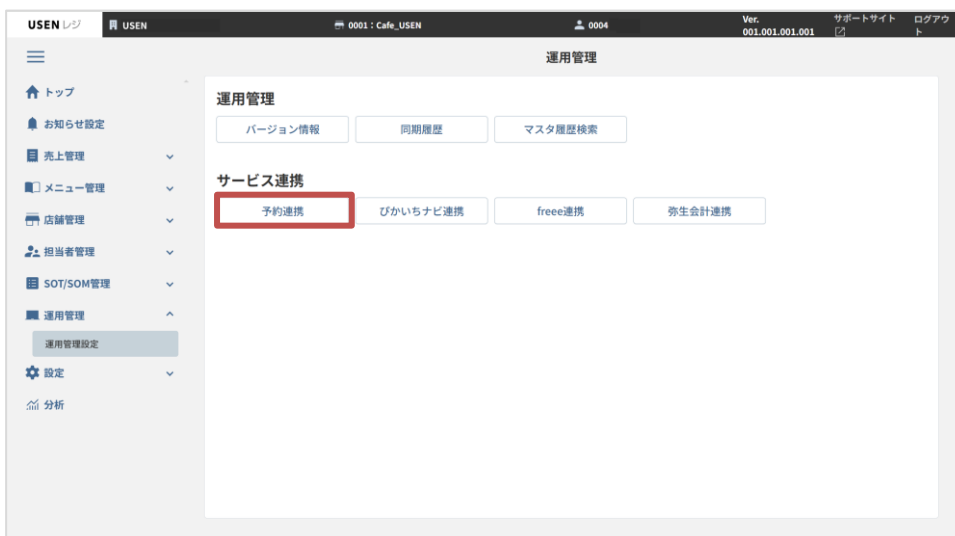 USEN レジ USEN 0001：Cafe_USEN 0004 Ver. 001.001.001.001 サポートサイト ログアウト
運用管理
トップ
お知らせ設定
売上管理
メニュー管理
店舗管理
担当者管理
SOT/SOM管理
運用管理
運用管理設定
設定
分析
運用管理
バージョン情報 同期履歴 マスタ履歴検索
サービス連携
予約連携 ぴかいちナビ連携 freee連携 弥生会計連携